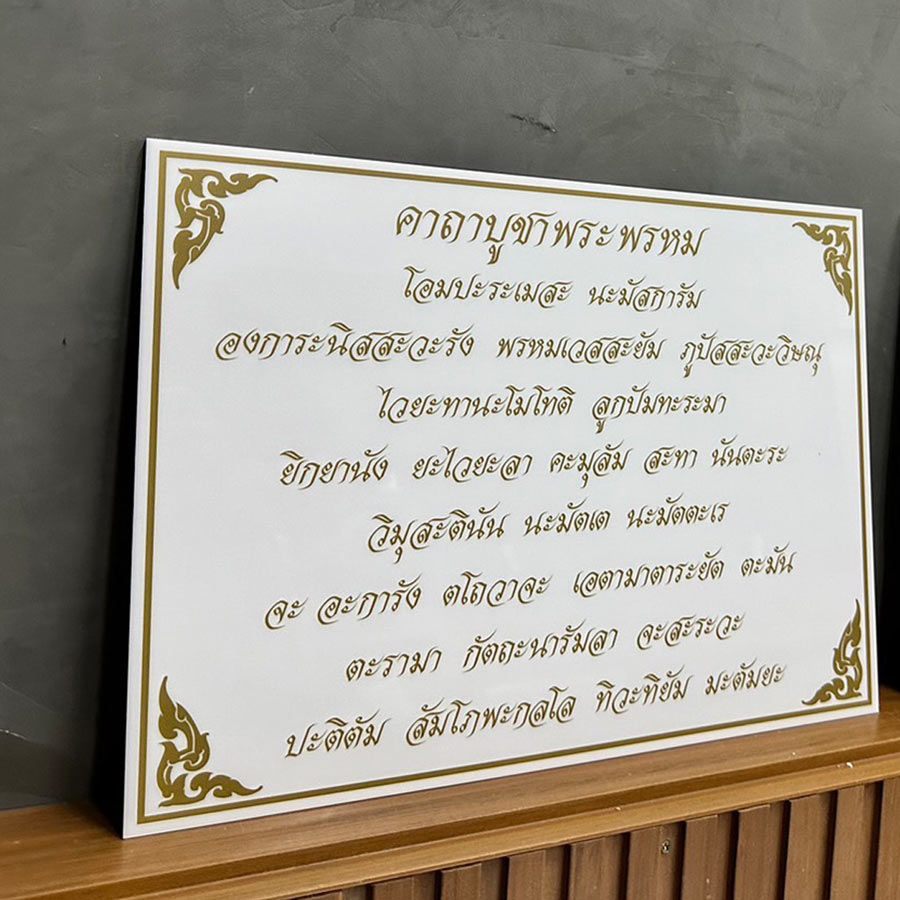 คาถาบูชาพระพรหม
โอมปะระเมสะ นะมัสการัม
องการะนิสสะวะรัง พรหมเวสสะยัม ภูปัสสะวะวิษณุ
ไวยะทานะโมโทติ ลูกปัมทะระมา
ยิกยานัง ยะไวยะลา คะมุลัม สะทา นันตะระ
วิมุสะตินัน นะมัตเต นะมัตตะเร
จะ อะการัง ตโถวาจะ เอตามาตาระยัต ตะมัน
ตะรามา กัตถะนารัมลา จะสะระวะ
ปะติตัม สัมโภพะกลโล ทิวะทิยัม มะตัมยะ